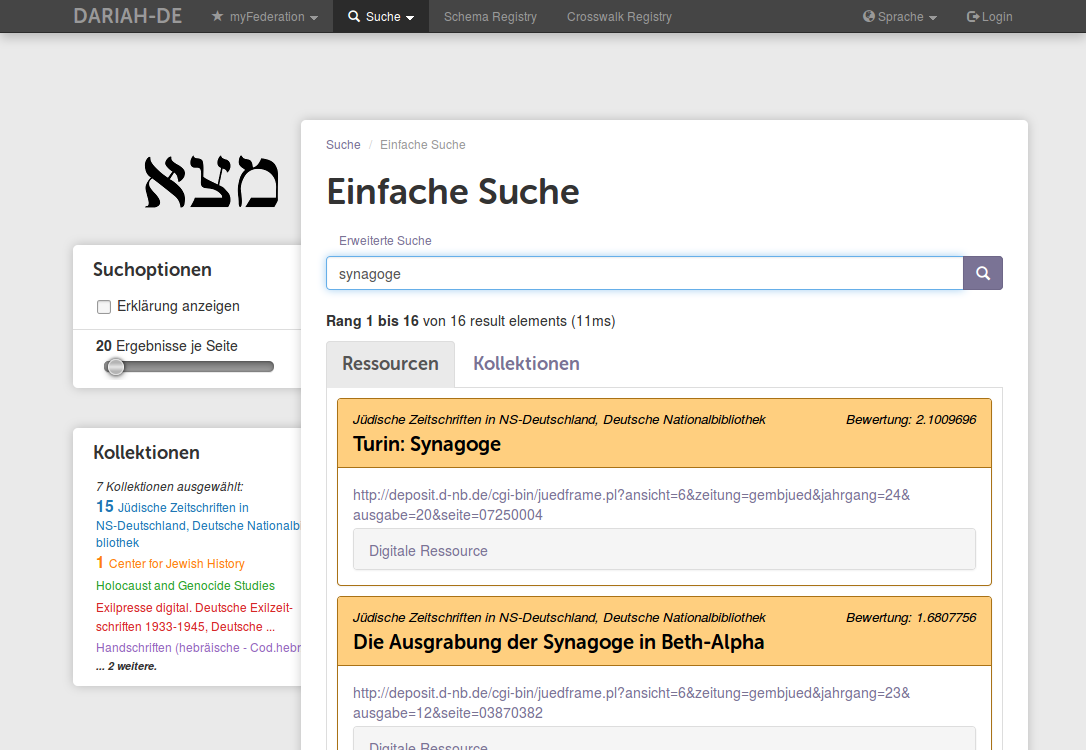 DARIAH-DE
myFederation
Suche
Schema Registry
Crosswalk Registry
Sprache
Login
מצא
Suchoptionen
Erklärung anzeigen
20 Ergebnisse je Seite
Kollektionen
7 Kollektionen ausgewählt:
15 Jüdische Zeitschriften in
NS-Deutschland, Deutsche Nationalb
bliothek
1 Center for Jewish History
Holocaust and Genocide Studies
Exilpresse digital. Deutsche Exilzeit-
schriften 1933-1945, Deutsche ...
Handschriften (hebräische - Cod.hebr
... 2 weitere.
Suche / Einfache Suche
Einfache Suche
Erweiterte Suche
synagoge
Rang 1 bis 16 von 16 result elements (11ms)
Ressourcen
Kollektionen
Jüdische Zeitschriften in NS-Deutschland, Deutsche Nationalbibliothek Bewertung: 2.1009696
Turin: Synagoge
http://deposit.d-nb.de/cgi-bin/juedframe.pl?ansicht=6&zeitung=gembjued&jahrgang=24&
ausgabe=20&seite=07250004
Digitale Ressource
Jüdische Zeitschriften in NS-Deutschland, Deutsche Nationalbibliothek Bewertung: 1.6807756
Die Ausgrabung der Synagoge in Beth-Alpha
http://deposit.d-nb.de/cgi-bin/juedframe.pl?ansicht=6&zeitung=gembjued&jahrgang=23&
ausgabe=12&seite=03870382
Digitale Ressource